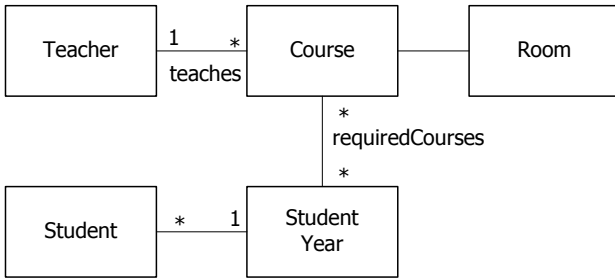 Teacher
1
*
teaches
Course
Room
*
requiredCourses
*
Student
*
1
Student
Year